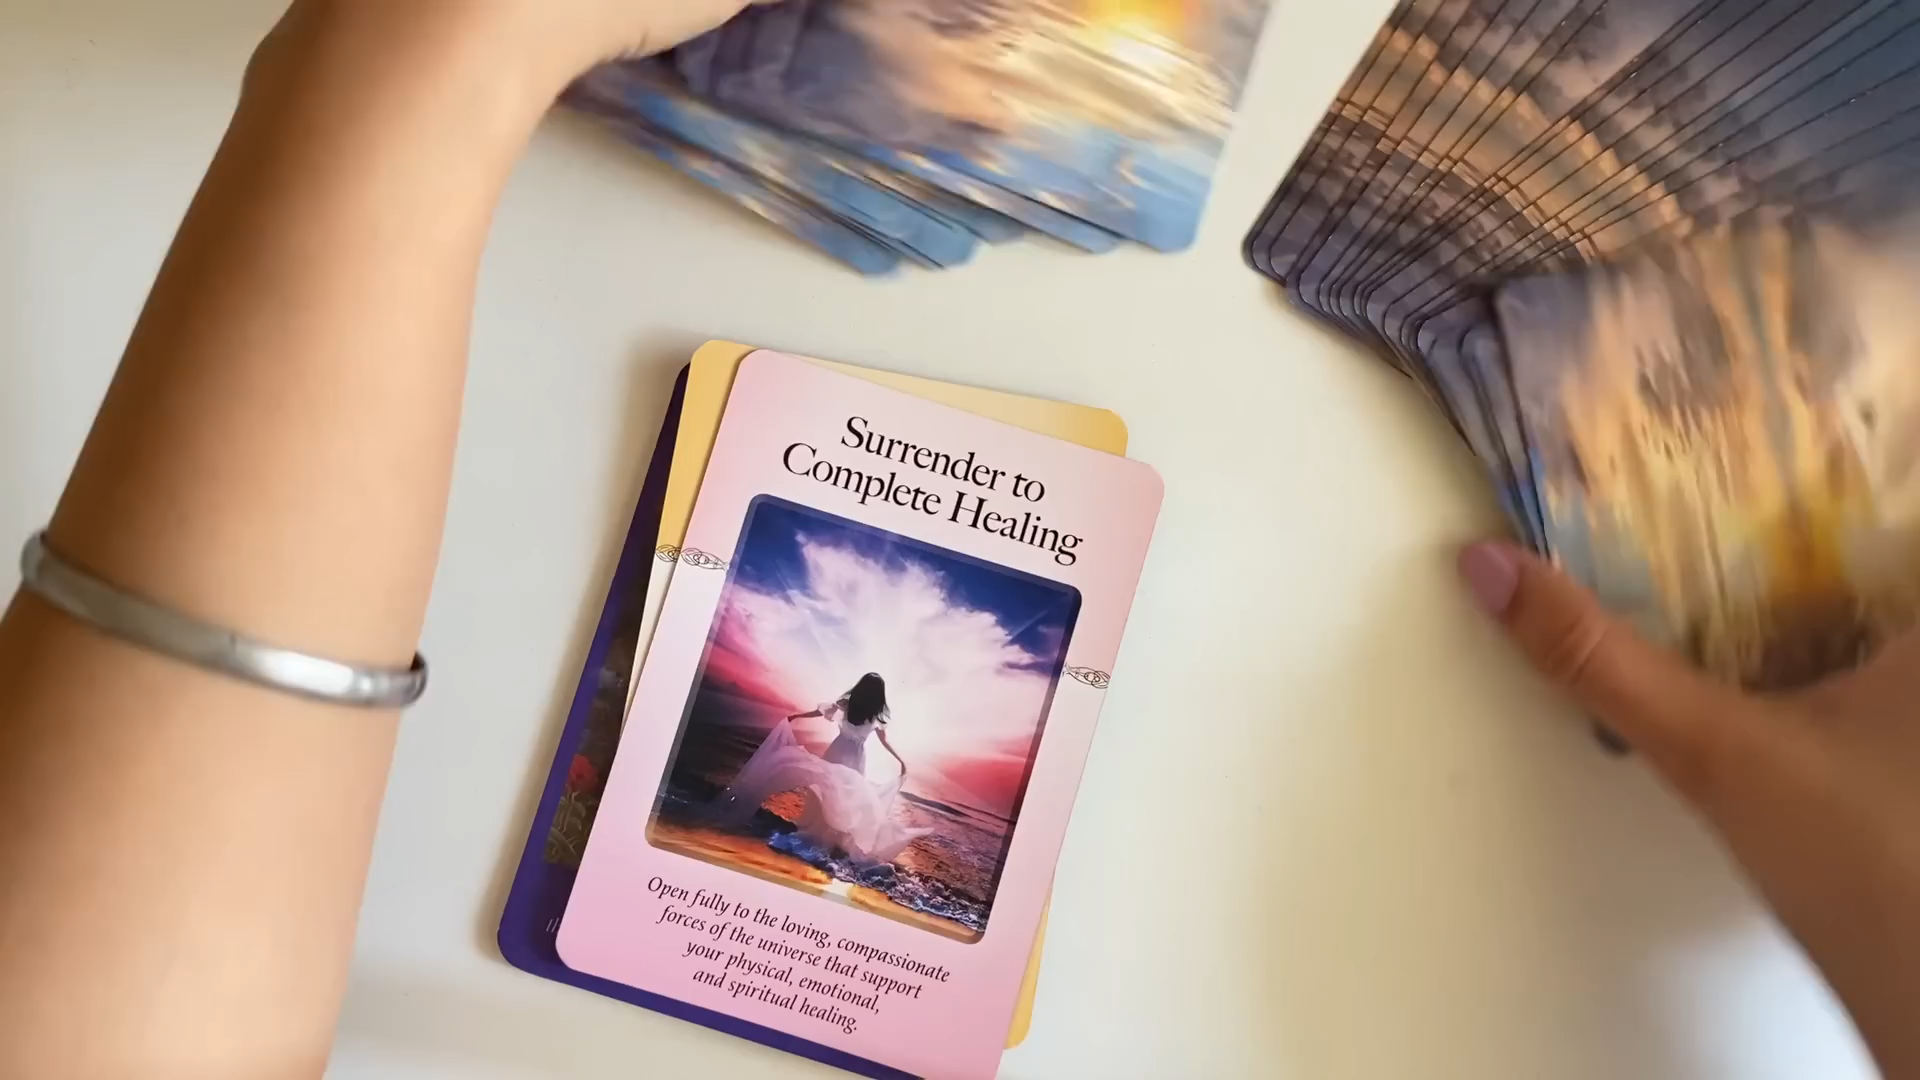 Surrender to
Complete Healing
Open fully to the loving, compassionate
forces of the universe that support
your physical, emotional,
and spiritual healing.